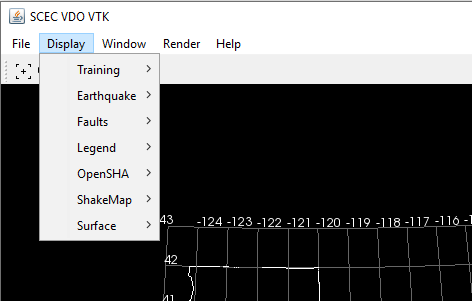 SCEC VDO VTK
File Display Window Render Help
Training
Earthquake
Faults
Legend
OpenSHA
ShakeMap
Surface
43 -124 -123 -122 -121 -120 -119 -118 -117 -116
42
41